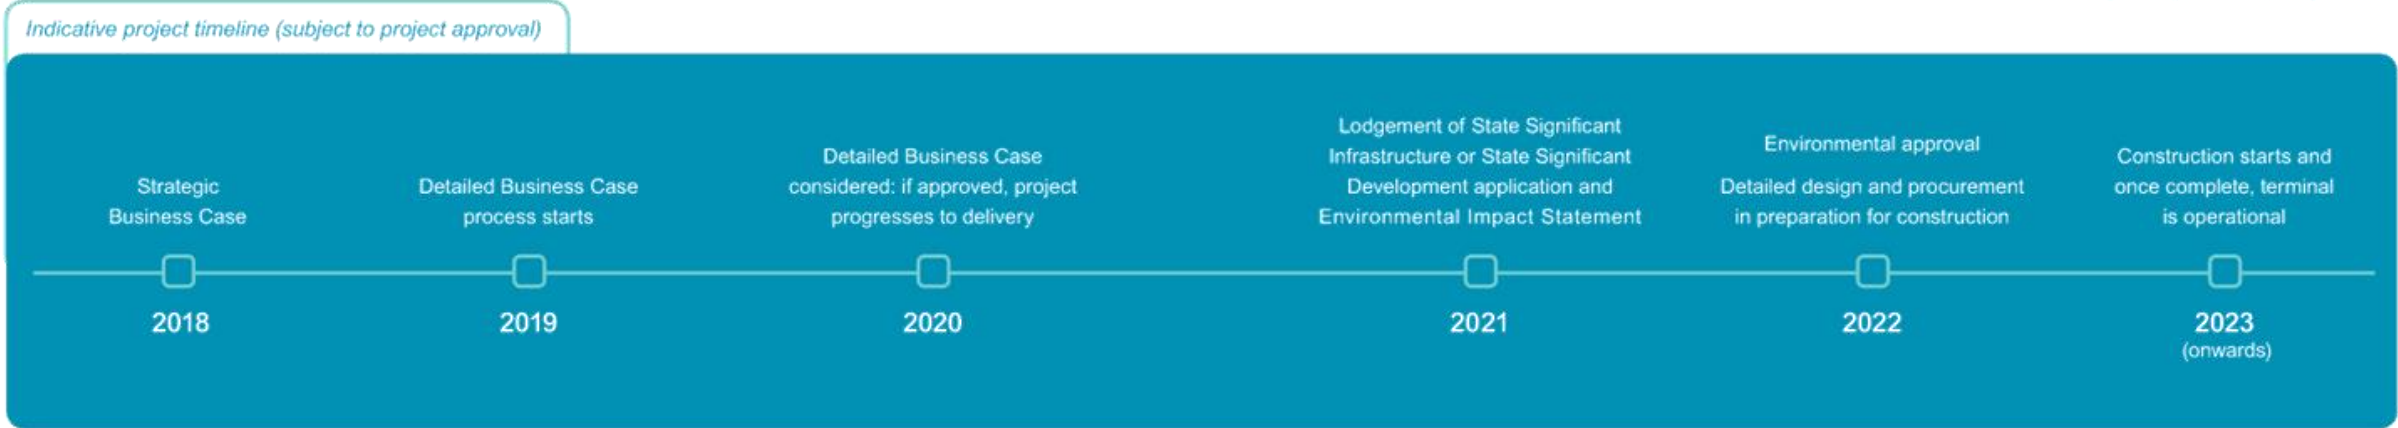 Indicative project timeline (subject to project approval)
Strategic
Business Case
2018
Detailed Business Case
process starts
2019
Detailed Business Case
considered: if approved, project
progresses to delivery
2020
Lodgement of State Significant
Infrastructure or State Significant
Development application and
Environmental Impact Statement
2021
Environmental approval
Detailed design and procurement
in preparation for construction
2022
Construction starts and
once complete, terminal
is operational
2023
(onwards)